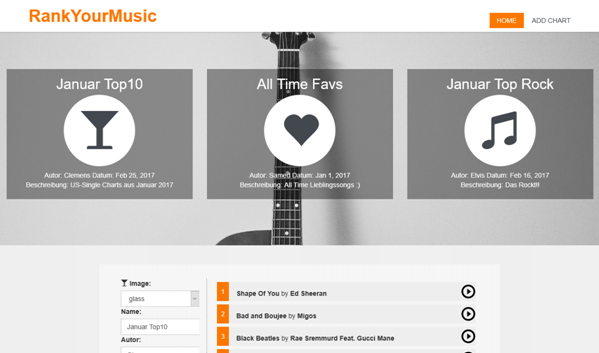 RankYourMusic
HOME
ADD CHART
Januar Top10
Autor: Clemens Datum: Feb 25, 2017
Beschreibung: US-Single Charts aus Januar 2017
All Time Favs
Autor: Samed Datum: Jan 1, 2017
Beschreibung: All Time Lieblingssongs :)
Januar Top Rock
Autor: Elvis Datum: Feb 16, 2017
Beschreibung: Das Rockt!!!
Image:
glass
Name:
Januar Top10
Autor:
1 Shape Of You by Ed Sheeran
2 Bad and Boujee by Migos
3 Black Beatles by Rae Sremmurd Feat. Gucci Mane